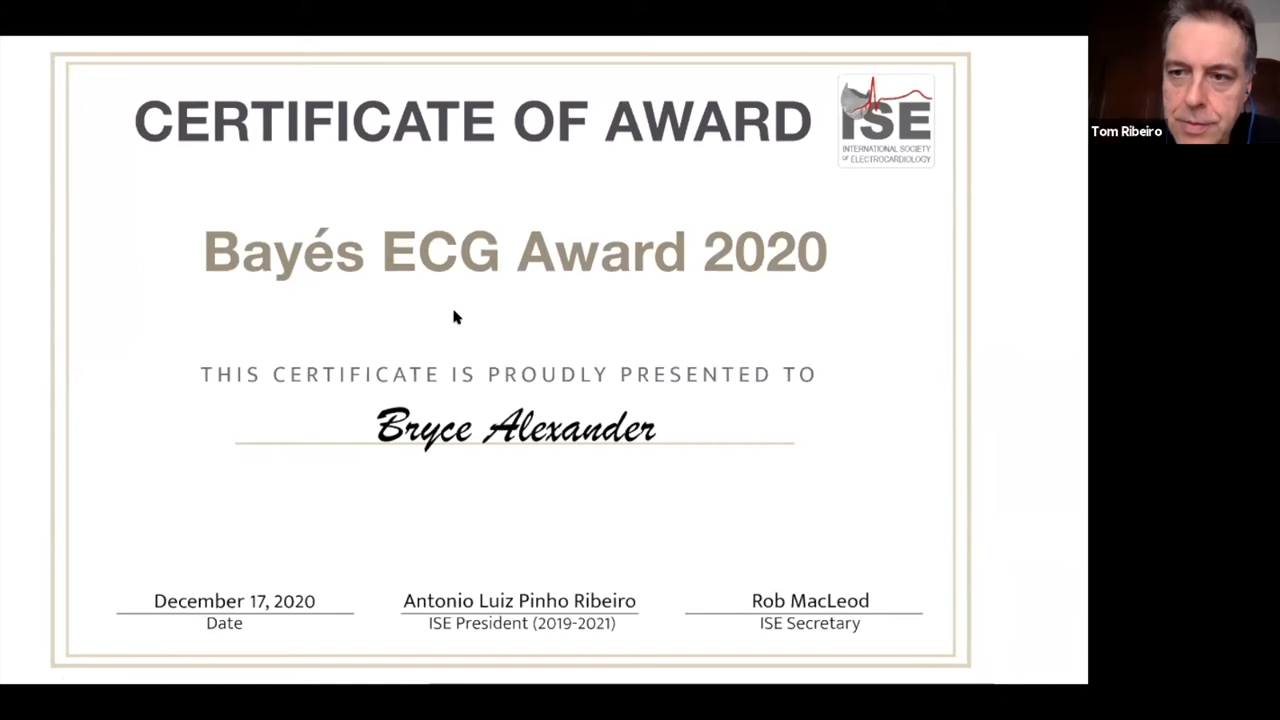 CERTIFICATE OF AWARD
ISE
INTERNATIONAL SOCIETY
OF ELECTROCARDIOLOGY
Bayés ECG Award 2020
THIS CERTIFICATE IS PROUDLY PRESENTED TO
Bryce Alexander
December 17, 2020
Date
Antonio Luiz Pinho Ribeiro
ISE President (2019-2021)
Rob MacLeod
ISE Secretary
Tom Ribeiro